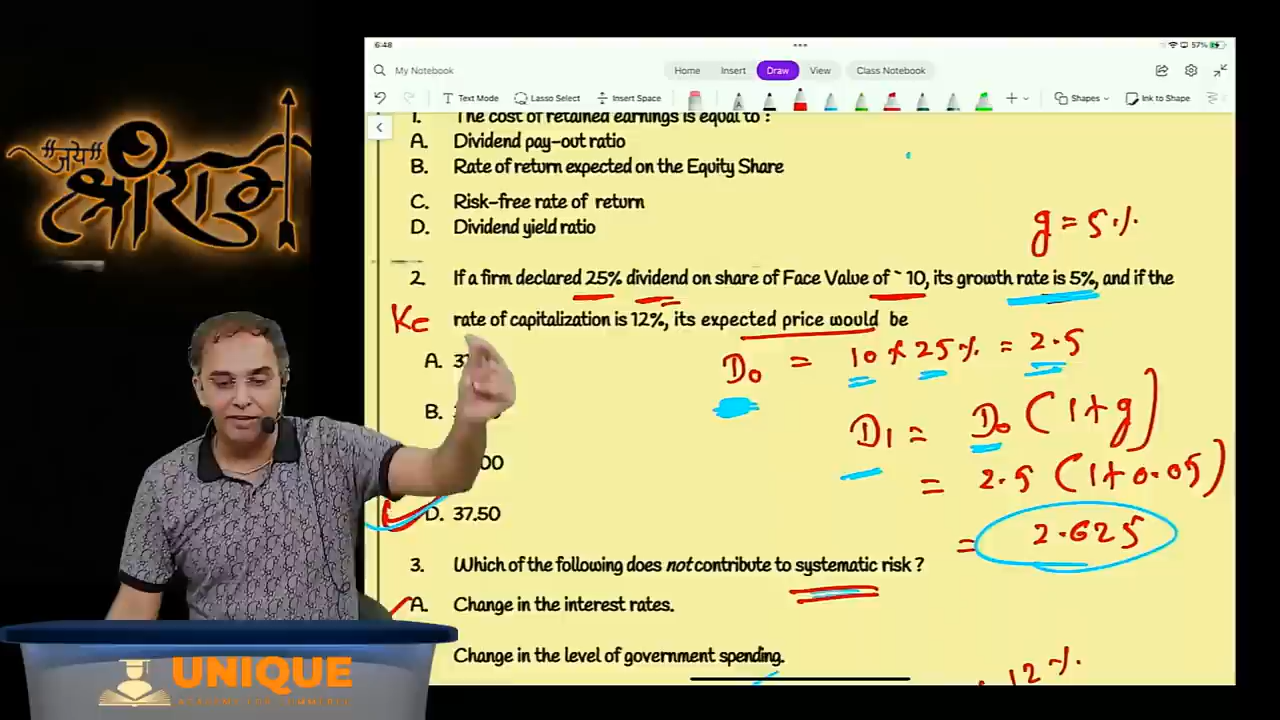 6:48
57%
My Notebook
Home Insert Draw View Class Notebook
Text Mode Lasso Select Insert Space Shapes Ink to Shape
1. The cost of retained earnings is equal to :
A. Dividend pay-out ratio
B. Rate of return expected on the Equity Share
C. Risk-free rate of return
D. Dividend yield ratio
g = 5%
2. If a firm declared 25% dividend on share of Face Value of ` 10, its growth rate is 5%, and if the
Ke rate of capitalization is 12%, its expected price would be
D0 = 10 x 25% = 2.5
A.
B.
D1 = D0 (1+g)
00
= 2.5 (1+0.05)
D. 37.50
= 2.625
3. Which of the following does not contribute to systematic risk ?
A. Change in the interest rates.
Change in the level of government spending.
12%
"जय"
श्री राम
UNIQUE
ACADEMY FOR COMMERCE